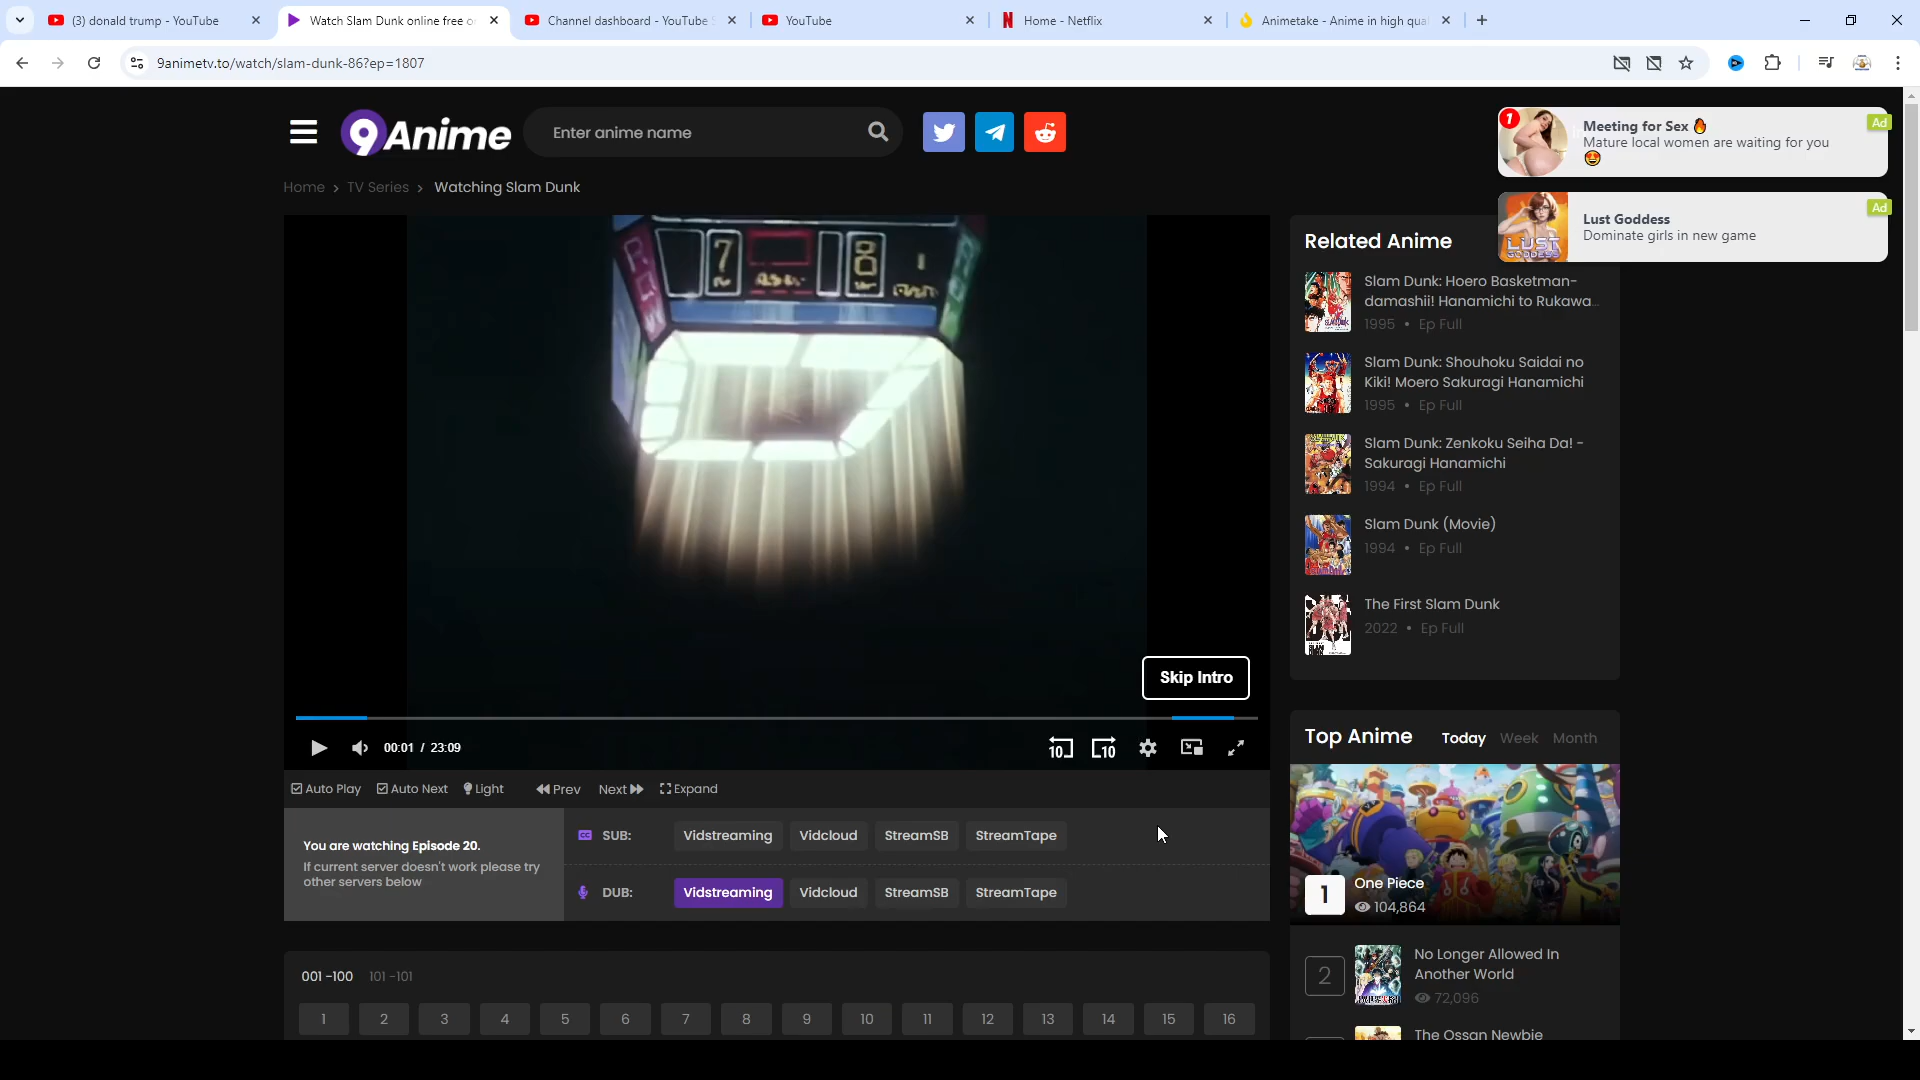 (3) donald trump - YouTube
Watch Slam Dunk online free o
Channel dashboard - YouTube S
YouTube
Home - Netflix
Animetake - Anime in high qual
9animetv.to/watch/slam-dunk-86?ep=1807
9Anime
Enter anime name
Home › TV Series › Watching Slam Dunk
1
Meeting for Sex 🔥
Ad
Mature local women are waiting for you
😍
LUST GODDESS
Lust Goddess
Ad
Dominate girls in new game
7
8
Skip Intro
00:01 / 23:09
10
10
Auto Play
Auto Next
Light
Prev
Next
Expand
You are watching Episode 20.
If current server doesn't work please try
other servers below
SUB:
Vidstreaming
Vidcloud
StreamSB
StreamTape
DUB:
Vidstreaming
Vidcloud
StreamSB
StreamTape
001 -100
101 -101
1
2
3
4
5
6
7
8
9
10
11
12
13
14
15
16
Related Anime
Slam Dunk: Hoero Basketman-
damashii! Hanamichi to Rukawa...
1995 • Ep Full
Slam Dunk: Shouhoku Saidai no
Kiki! Moero Sakuragi Hanamichi
1995 • Ep Full
Slam Dunk: Zenkoku Seiha Da! -
Sakuragi Hanamichi
1994 • Ep Full
Slam Dunk (Movie)
1994 • Ep Full
The First Slam Dunk
2022 • Ep Full
Top Anime
Today
Week
Month
1
One Piece
104,864
2
No Longer Allowed In
Another World
72,096
The Ossan Newbie